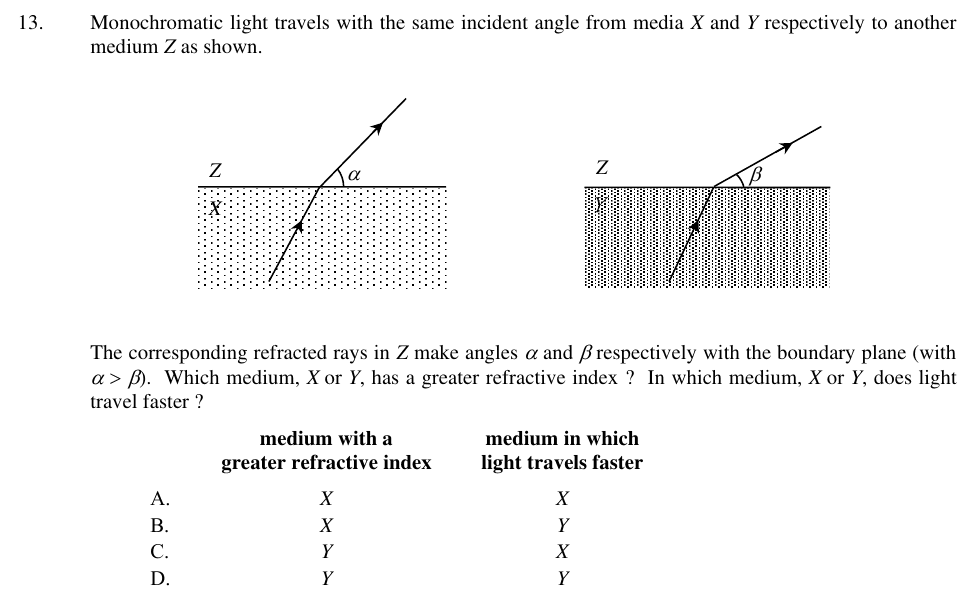 13. Monochromatic light travels with the same incident angle from media X and Y respectively to another
medium Z as shown.
Z
α
X
Z
β
Y
The corresponding refracted rays in Z make angles α and β respectively with the boundary plane (with
α > β). Which medium, X or Y, has a greater refractive index ? In which medium, X or Y, does light
travel faster ?
medium with a medium in which
greater refractive index light travels faster
A. X X
B. X Y
C. Y X
D. Y Y